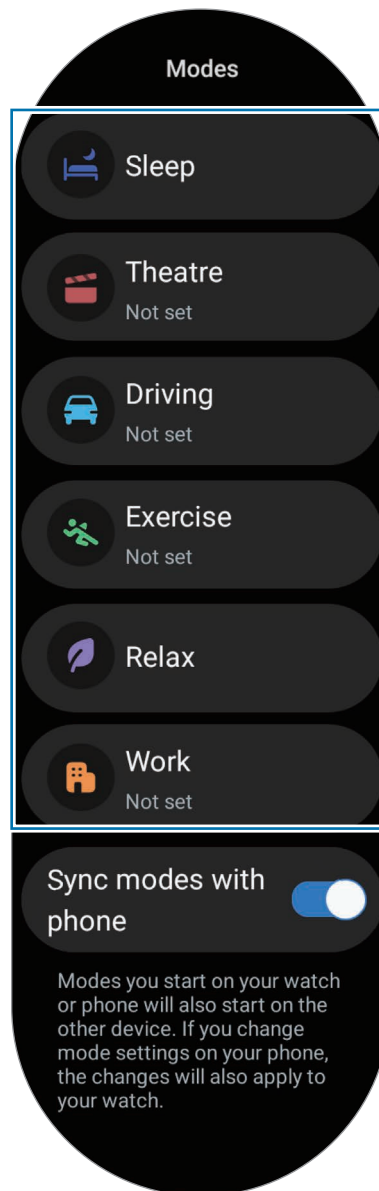 Modes
Sleep
Theatre
Not set
Driving
Not set
Exercise
Not set
Relax
Work
Not set
Sync modes with
phone
Modes you start on your watch
or phone will also start on the
other device. If you change
mode settings on your phone,
the changes will also apply to
your watch.